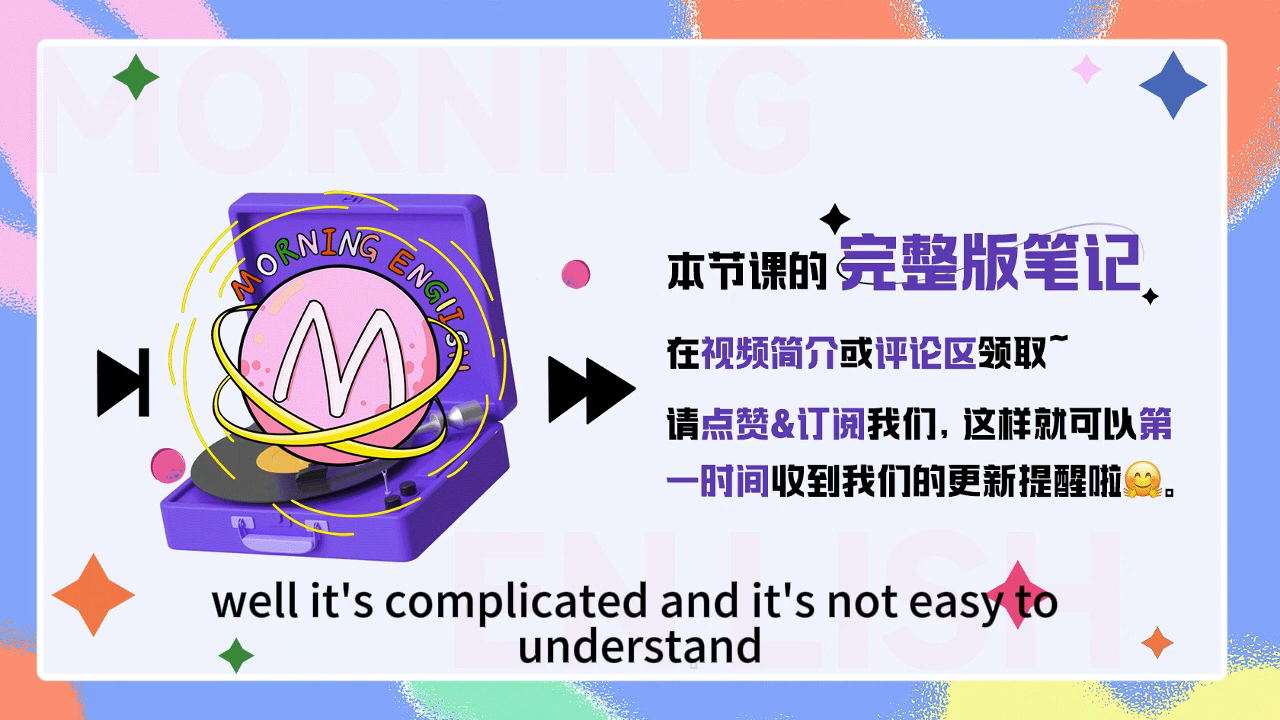 MORNING
MORNING ENGlISH
M
本节课的 完整版笔记
在视频简介或评论区领取~
请点赞&订阅我们，这样就可以第
一时间收到我们的更新提醒啦🤗。
ENLISH
well it's complicated and it's not easy to
understand